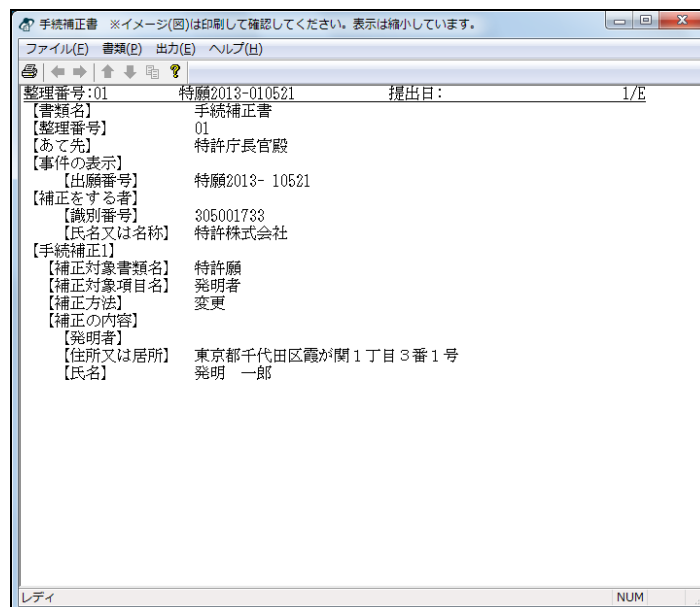 手続補正書　※イメージ(図)は印刷して確認してください。表示は縮小しています。
ファイル(F) 書類(P) 出力(E) ヘルプ(H)
整理番号:01 特願2013-010521 提出日: 1/E
【書類名】 手続補正書
【整理番号】 01
【あて先】 特許庁長官殿
【事件の表示】
【出願番号】 特願2013- 10521
【補正をする者】
【識別番号】 305001733
【氏名又は名称】 特許株式会社
【手続補正1】
【補正対象書類名】 特許願
【補正対象項目名】 発明者
【補正方法】 変更
【補正の内容】
【発明者】
【住所又は居所】 東京都千代田区霞が関１丁目３番１号
【氏名】 発明　一郎
レディ NUM